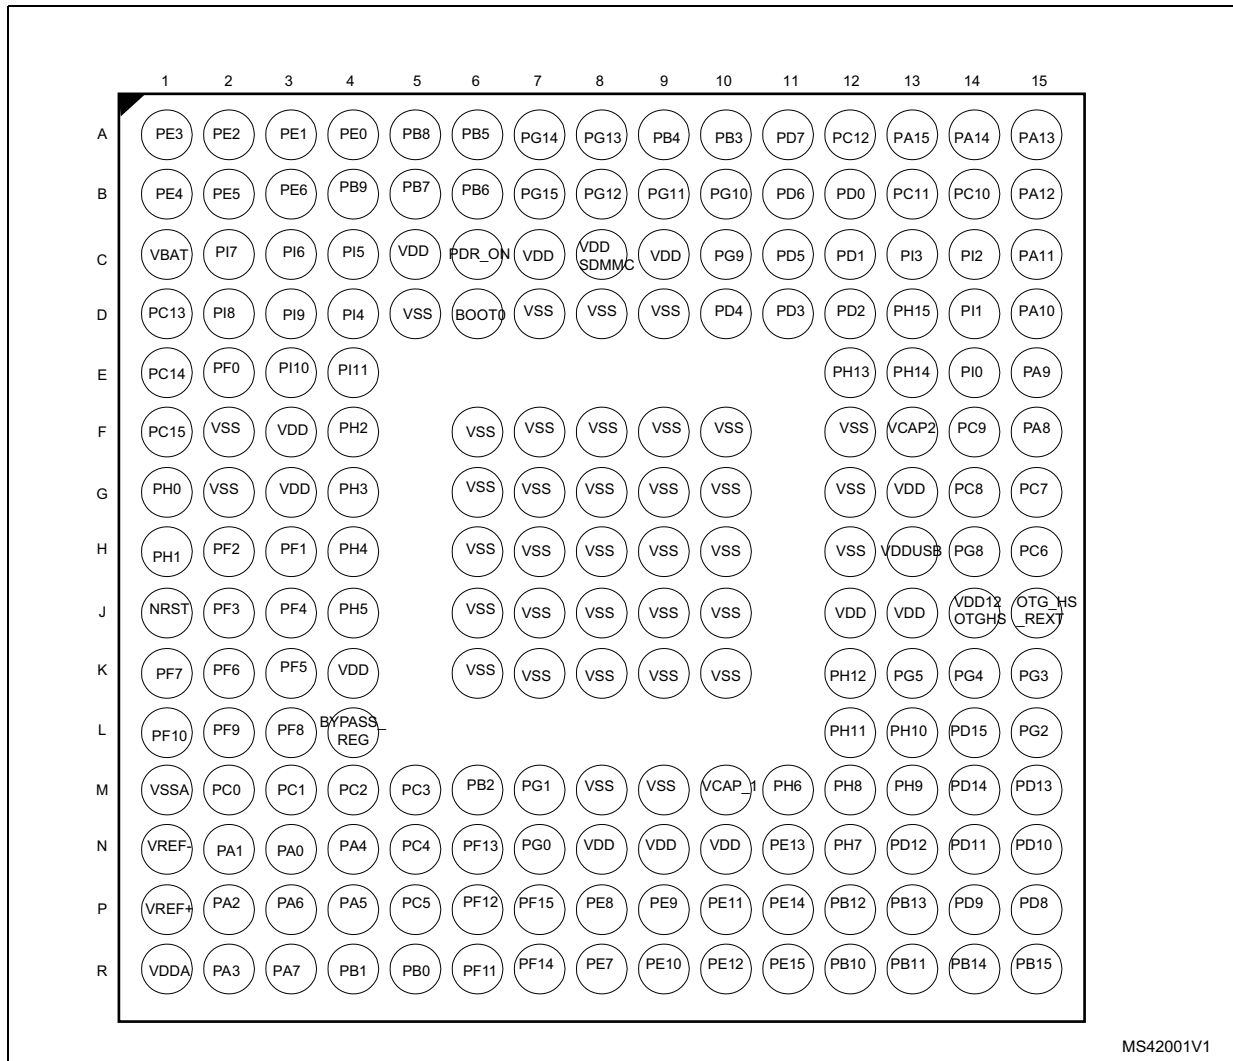 1 2 3 4 5 6 7 8 9 10 11 12 13 14 15
A PE3 PE2 PE1 PE0 PB8 PB5 PG14 PG13 PB4 PB3 PD7 PC12 PA15 PA14 PA13
B PE4 PE5 PE6 PB9 PB7 PB6 PG15 PG12 PG11 PG10 PD6 PD0 PC11 PC10 PA12
C VBAT PI7 PI6 PI5 VDD PDR_ON VDD VDD SDMMC VDD PG9 PD5 PD1 PI3 PI2 PA11
D PC13 PI8 PI9 PI4 VSS BOOT0 VSS VSS VSS PD4 PD3 PD2 PH15 PI1 PA10
E PC14 PF0 PI10 PI11 PH13 PH14 PI0 PA9
F PC15 VSS VDD PH2 VSS VSS VSS VSS VSS VSS VCAP2 PC9 PA8
G PH0 VSS VDD PH3 VSS VSS VSS VSS VSS VSS VDD PC8 PC7
H PH1 PF2 PF1 PH4 VSS VSS VSS VSS VSS VSS VDDUSB PG8 PC6
J NRST PF3 PF4 PH5 VSS VSS VSS VSS VSS VDD VDD VDD12 OTGHS OTG_HS _REXT
K PF7 PF6 PF5 VDD VSS VSS VSS VSS VSS PH12 PG5 PG4 PG3
L PF10 PF9 PF8 BYPASS_ REG PH11 PH10 PD15 PG2
M VSSA PC0 PC1 PC2 PC3 PB2 PG1 VSS VSS VCAP_1 PH6 PH8 PH9 PD14 PD13
N VREF- PA1 PA0 PA4 PC4 PF13 PG0 VDD VDD VDD PE13 PH7 PD12 PD11 PD10
P VREF+ PA2 PA6 PA5 PC5 PF12 PF15 PE8 PE9 PE11 PE14 PB12 PB13 PD9 PD8
R VDDA PA3 PA7 PB1 PB0 PF11 PF14 PE7 PE10 PE12 PE15 PB10 PB11 PB14 PB15
MS42001V1